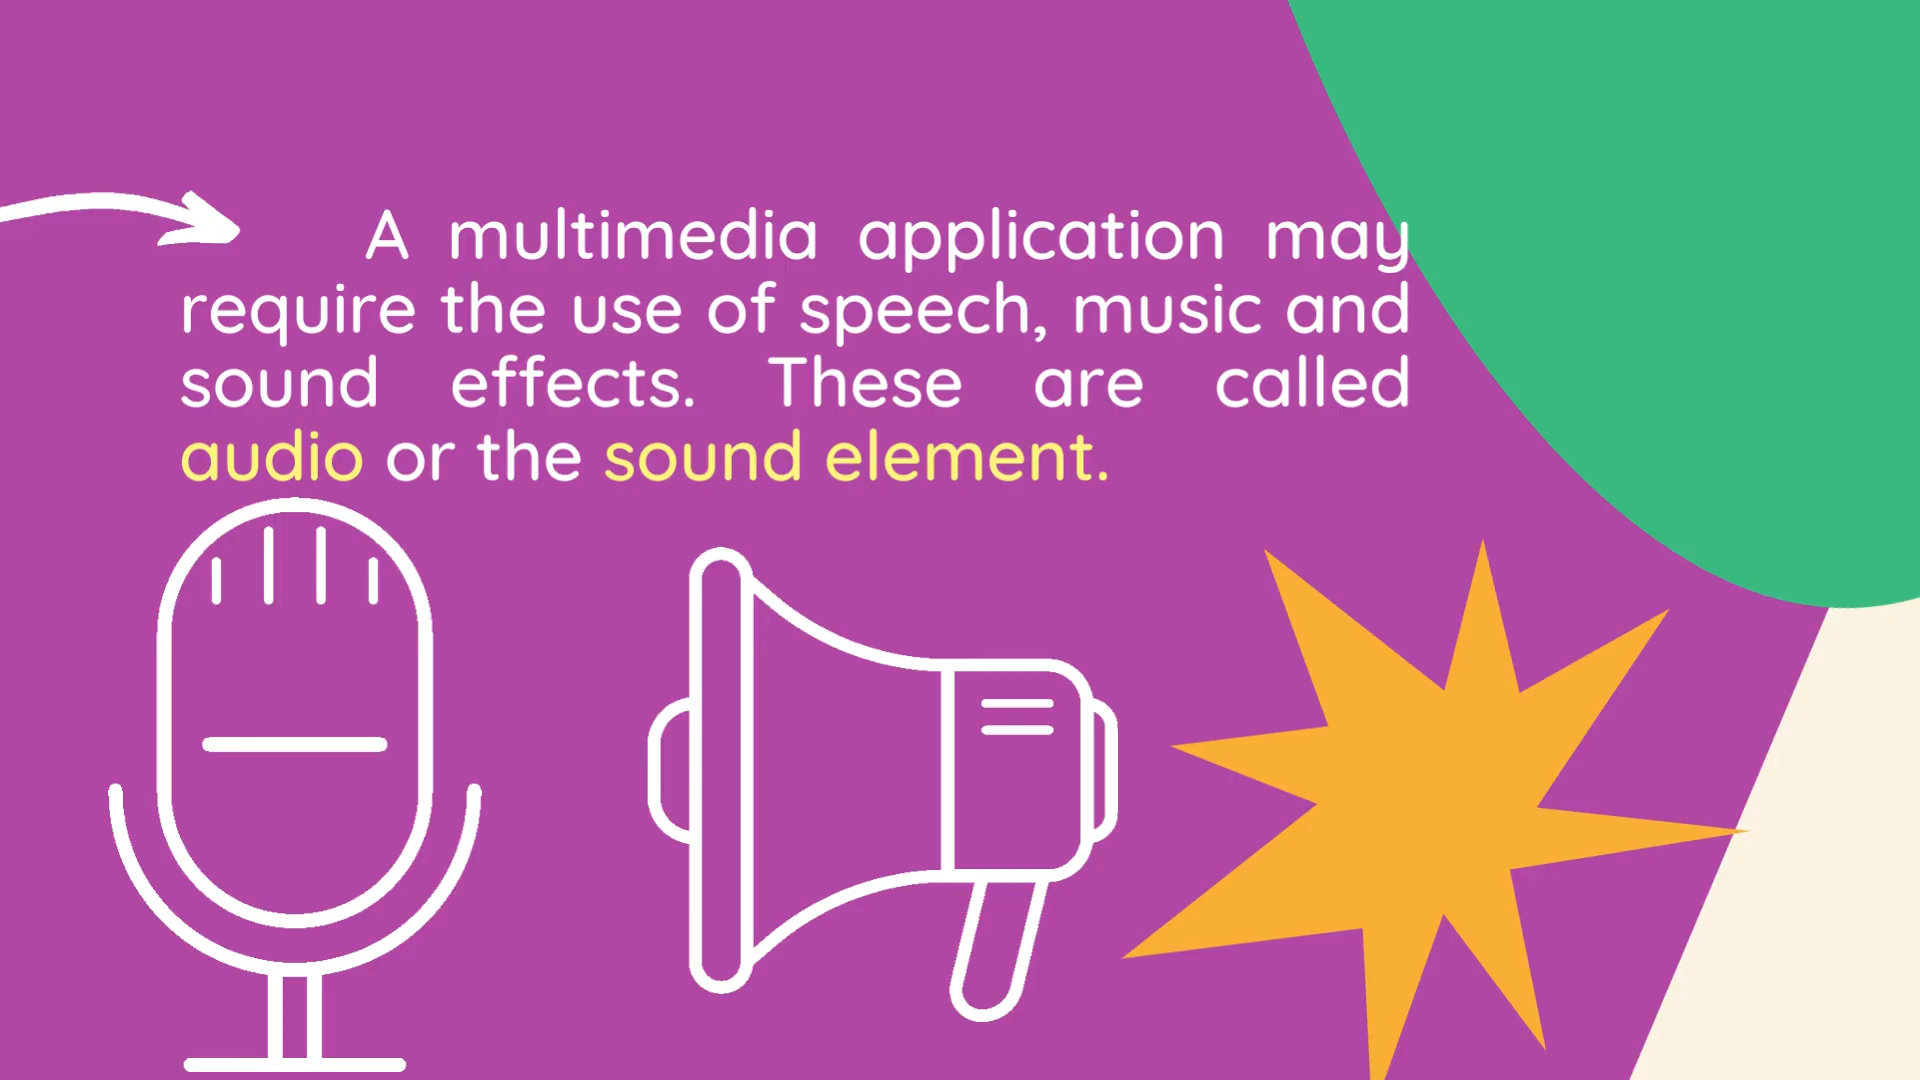 A multimedia application may
require the use of speech, music and
sound effects. These are called
audio or the sound element.